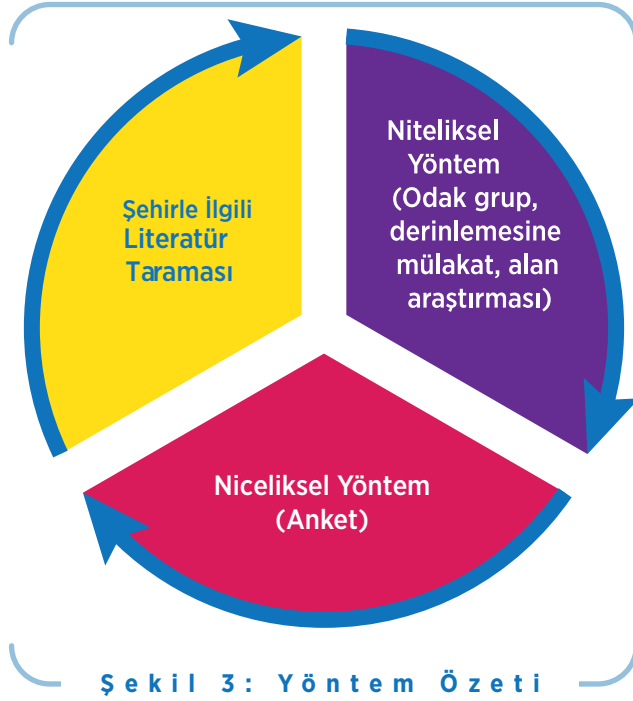 Şehirle İlgili
Literatür
Taraması
Niteliksel
Yöntem
(Odak grup,
derinlemesine
mülakat, alan
araştırması)
Niceliksel Yöntem
(Anket)
Şekil 3: Yöntem Özeti